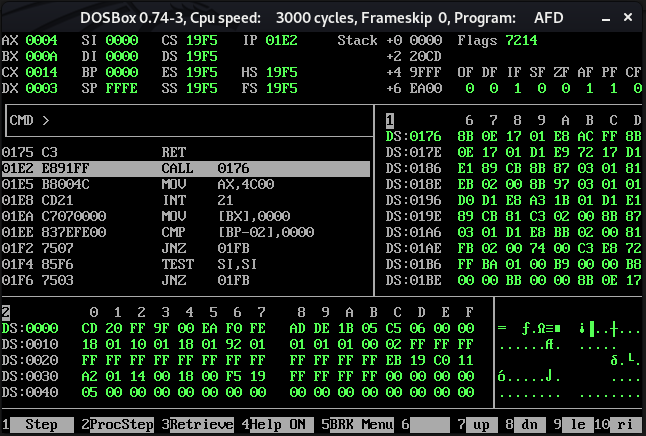 DOSBox 0.74-3, Cpu speed: 3000 cycles, Frameskip 0, Program: AFD
AX 0004 SI 0000 CS 19F5 IP 01E2 Stack +0 0000 Flags 7214
BX 000A DI 0000 DS 19F5 +2 20CD
CX 0014 BP 0000 ES 19F5 HS 19F5 +4 9FFF OF DF IF SF ZF AF PF CF
DX 0003 SP FFFE SS 19F5 FS 19F5 +6 EA00 0 0 1 0 0 1 1 0
CMD >
0175 C3 RET
01E2 E891FF CALL 0176
01E5 B8004C MOV AX,4C00
01E8 CD21 INT 21
01EA C7070000 MOV [BX],0000
01EE 837EFE00 CMP [BP-02],0000
01F2 7507 JNZ 01FB
01F4 85F6 TEST SI,SI
01F6 7503 JNZ 01FB
1 6 7 8 9 A B C D
DS:0176 8B 0E 17 01 E8 AC FF 8B
DS:017E 0E 17 01 D1 E9 72 17 D1
DS:0186 E1 89 CB 8B 87 03 01 81
DS:018E EB 02 00 8B 97 03 01 01
DS:0196 D0 D1 E8 A3 1B 01 D1 E1
DS:019E 89 CB 81 C3 02 00 8B 87
DS:01A6 03 01 D1 E8 BB 02 00 81
DS:01AE FB 02 00 74 00 C3 E8 72
DS:01B6 FF BA 01 00 B9 00 00 B8
DS:01BE 00 00 BB 00 00 8B 0E 17
2 0 1 2 3 4 5 6 7 8 9 A B C D E F
DS:0000 CD 20 FF 9F 00 EA F0 FE AD DE 1B 05 C5 06 00 00 = ƒ.Ω≡■ ¡▐..┼...
DS:0010 18 01 10 01 18 01 92 01 01 01 01 00 02 FF FF FF ......Æ. .....
DS:0020 FF FF FF FF FF FF FF FF FF FF FF FF EB 19 C0 11 δ.└.
DS:0030 A2 01 14 00 18 00 F5 19 FF FF FF FF 00 00 00 00 ó.....⌡. ....
DS:0040 05 00 00 00 00 00 00 00 00 00 00 00 00 00 00 00 ........ ........
1 Step 2 ProcStep 3 Retrieve 4 Help ON 5 BRK Menu 6 7 up 8 dn 9 le 10 ri